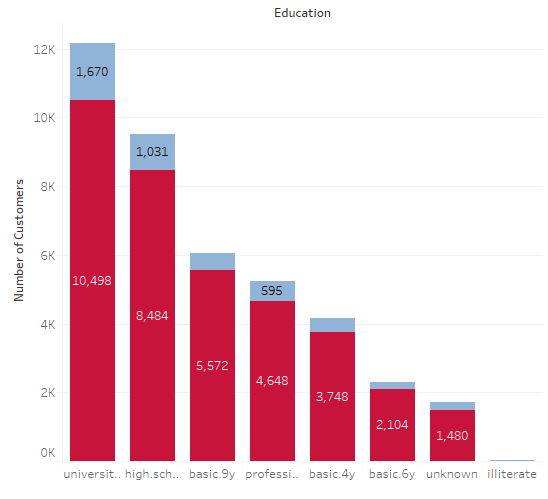 Education
12K
10K
8K
6K
4K
2K
0K
Number of Customers
1,670
10,498
1,031
8,484
5,572
595
4,648
3,748
2,104
1,480
universit.. high.sch.. basic.9y professi.. basic.4y basic.6y unknown illiterate